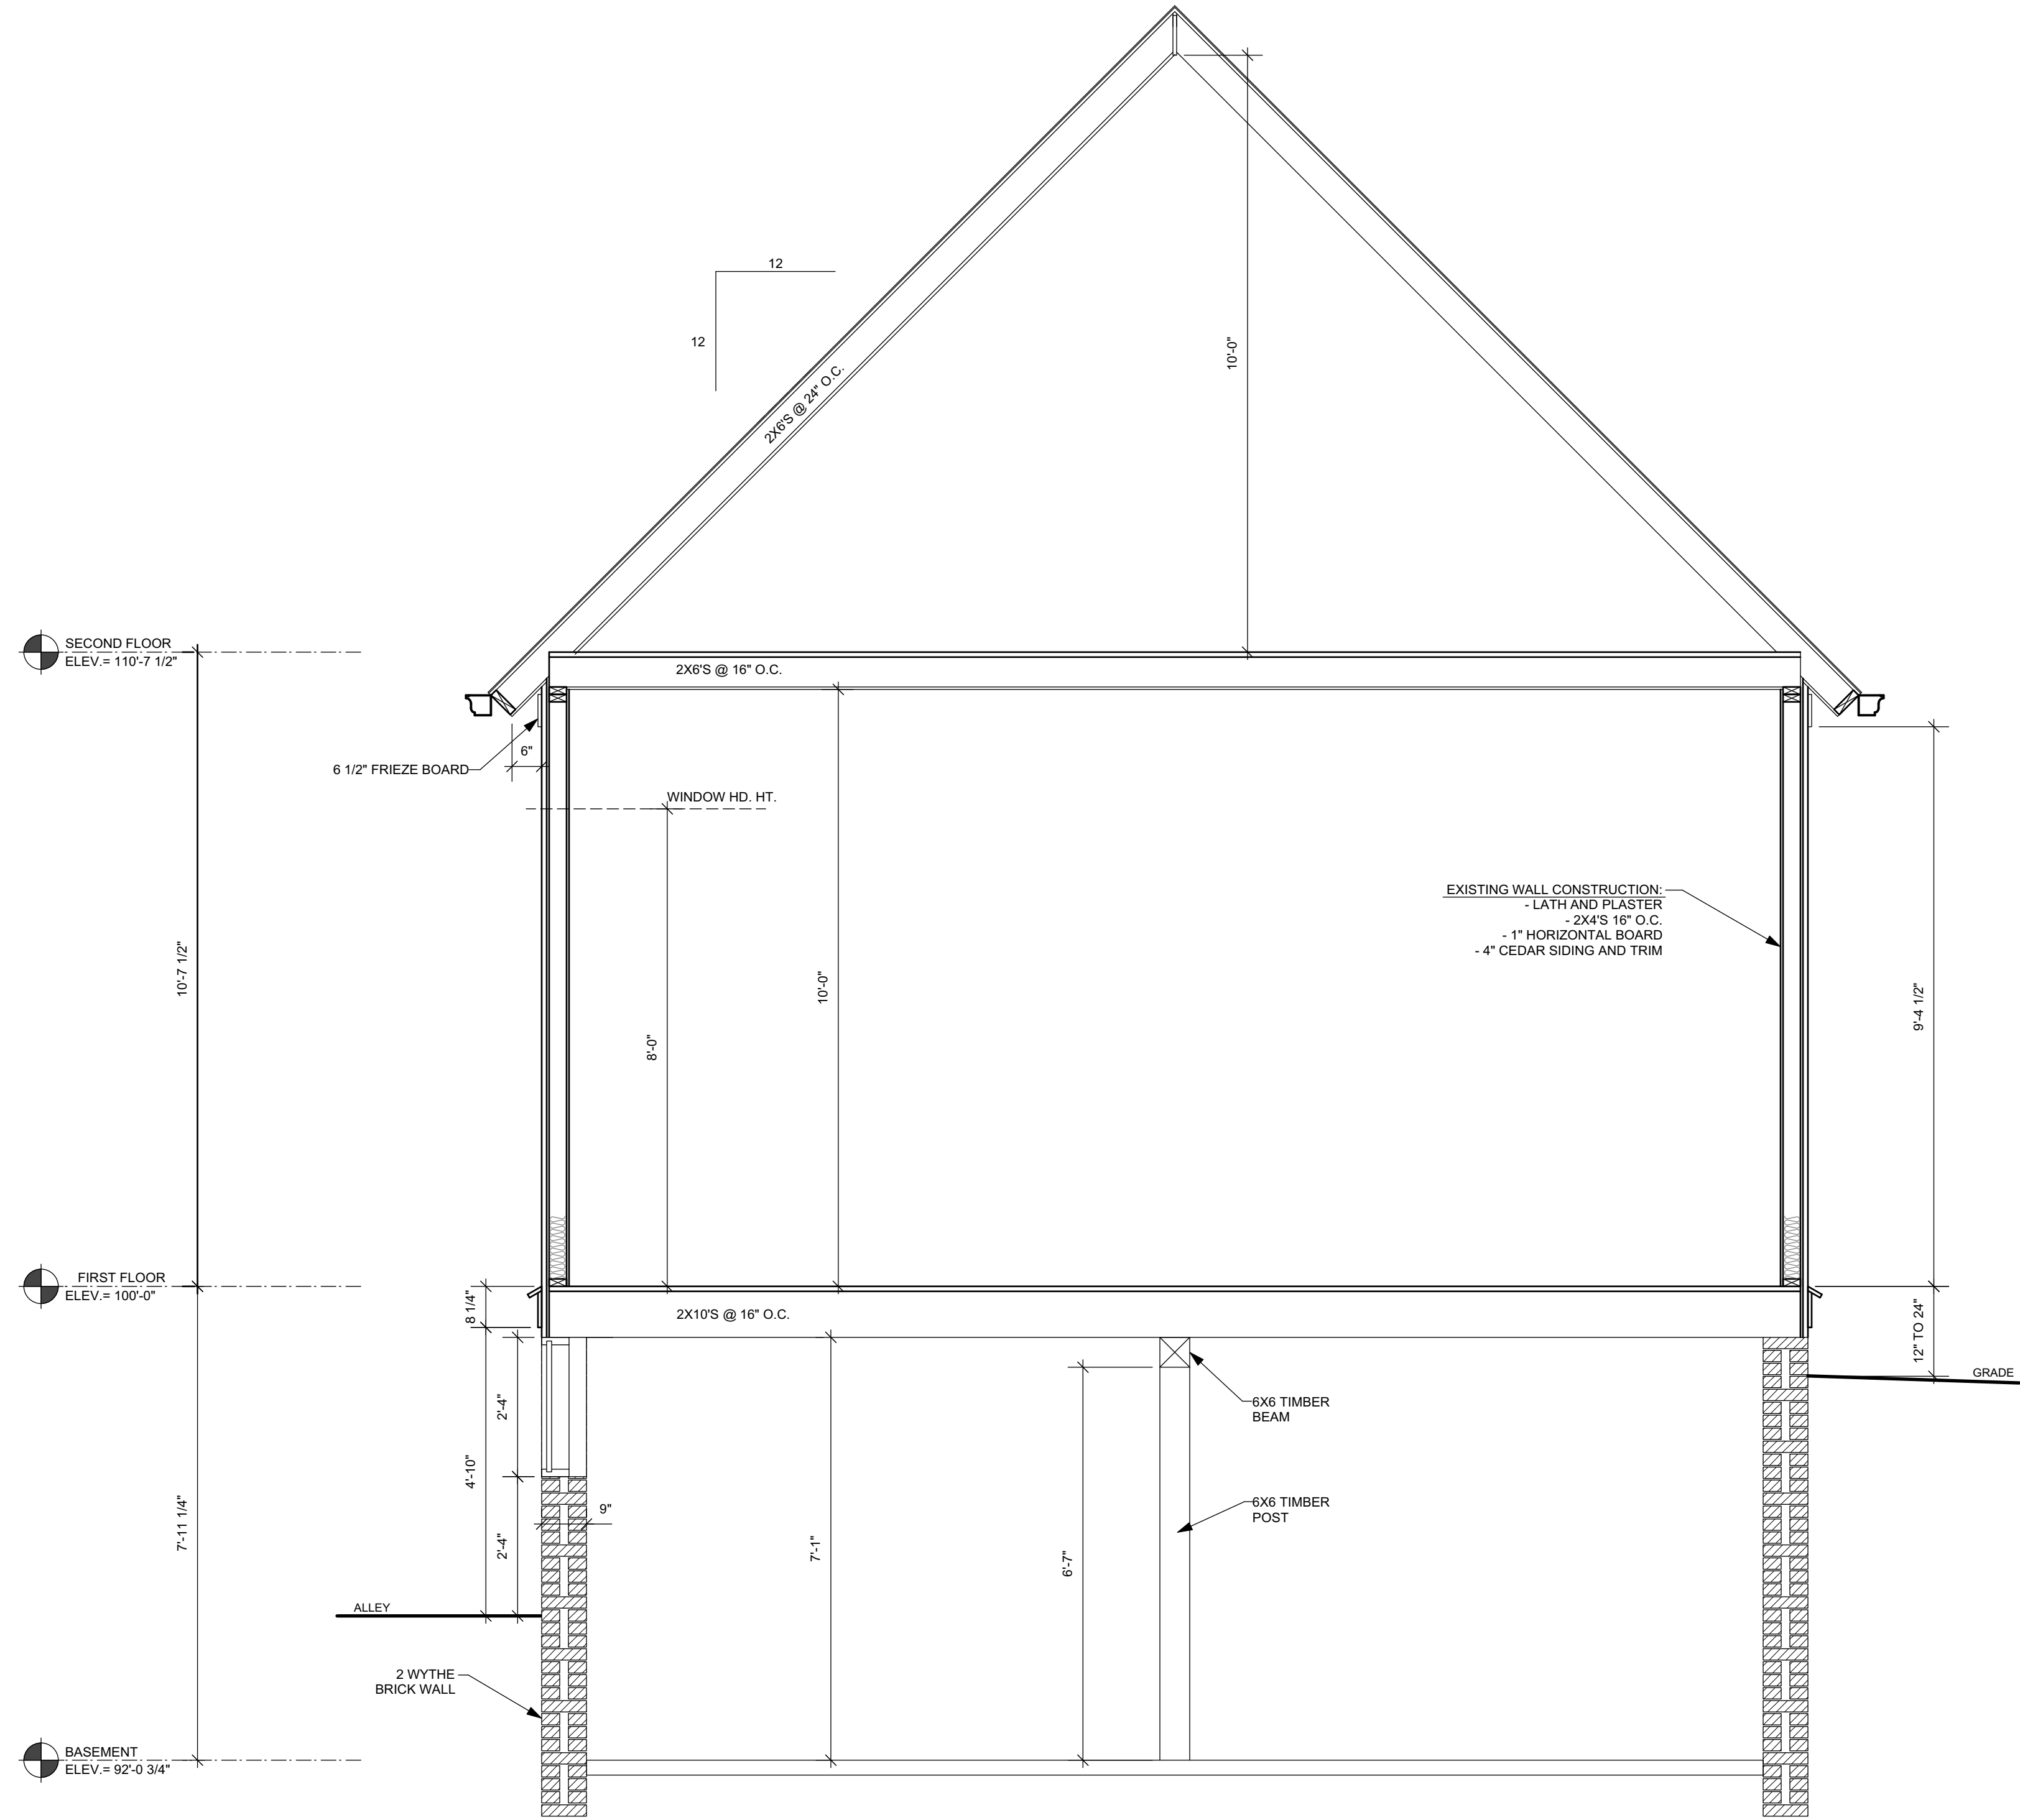 12
12
2X6'S @ 24" O.C.
10'-0"
SECOND FLOOR
ELEV.= 110'-7 1/2"
2X6'S @ 16" O.C.
6"
6 1/2" FRIEZE BOARD
WINDOW HD. HT.
EXISTING WALL CONSTRUCTION:
- LATH AND PLASTER
- 2X4'S 16" O.C.
- 1" HORIZONTAL BOARD
- 4" CEDAR SIDING AND TRIM
10'-7 1/2"
8'-0"
10'-0"
9'-4 1/2"
FIRST FLOOR
ELEV.= 100'-0"
8 1/4"
2X10'S @ 16" O.C.
12" TO 24"
GRADE
2'-4"
6X6 TIMBER
BEAM
4'-10"
9"
6X6 TIMBER
POST
7'-11 1/4"
2'-4"
7'-1"
6'-7"
ALLEY
2 WYTHE
BRICK WALL
BASEMENT
ELEV.= 92'-0 3/4"